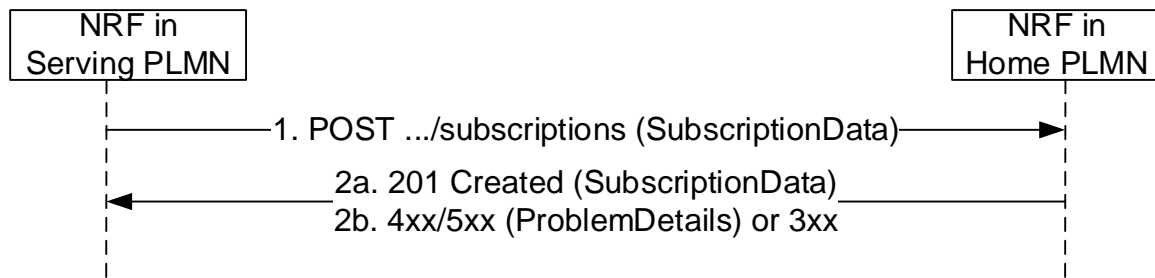 NRF in
Serving PLMN
NRF in
Home PLMN
1. POST .../subscriptions (SubscriptionData)
2a. 201 Created (SubscriptionData)
2b. 4xx/5xx (ProblemDetails) or 3xx